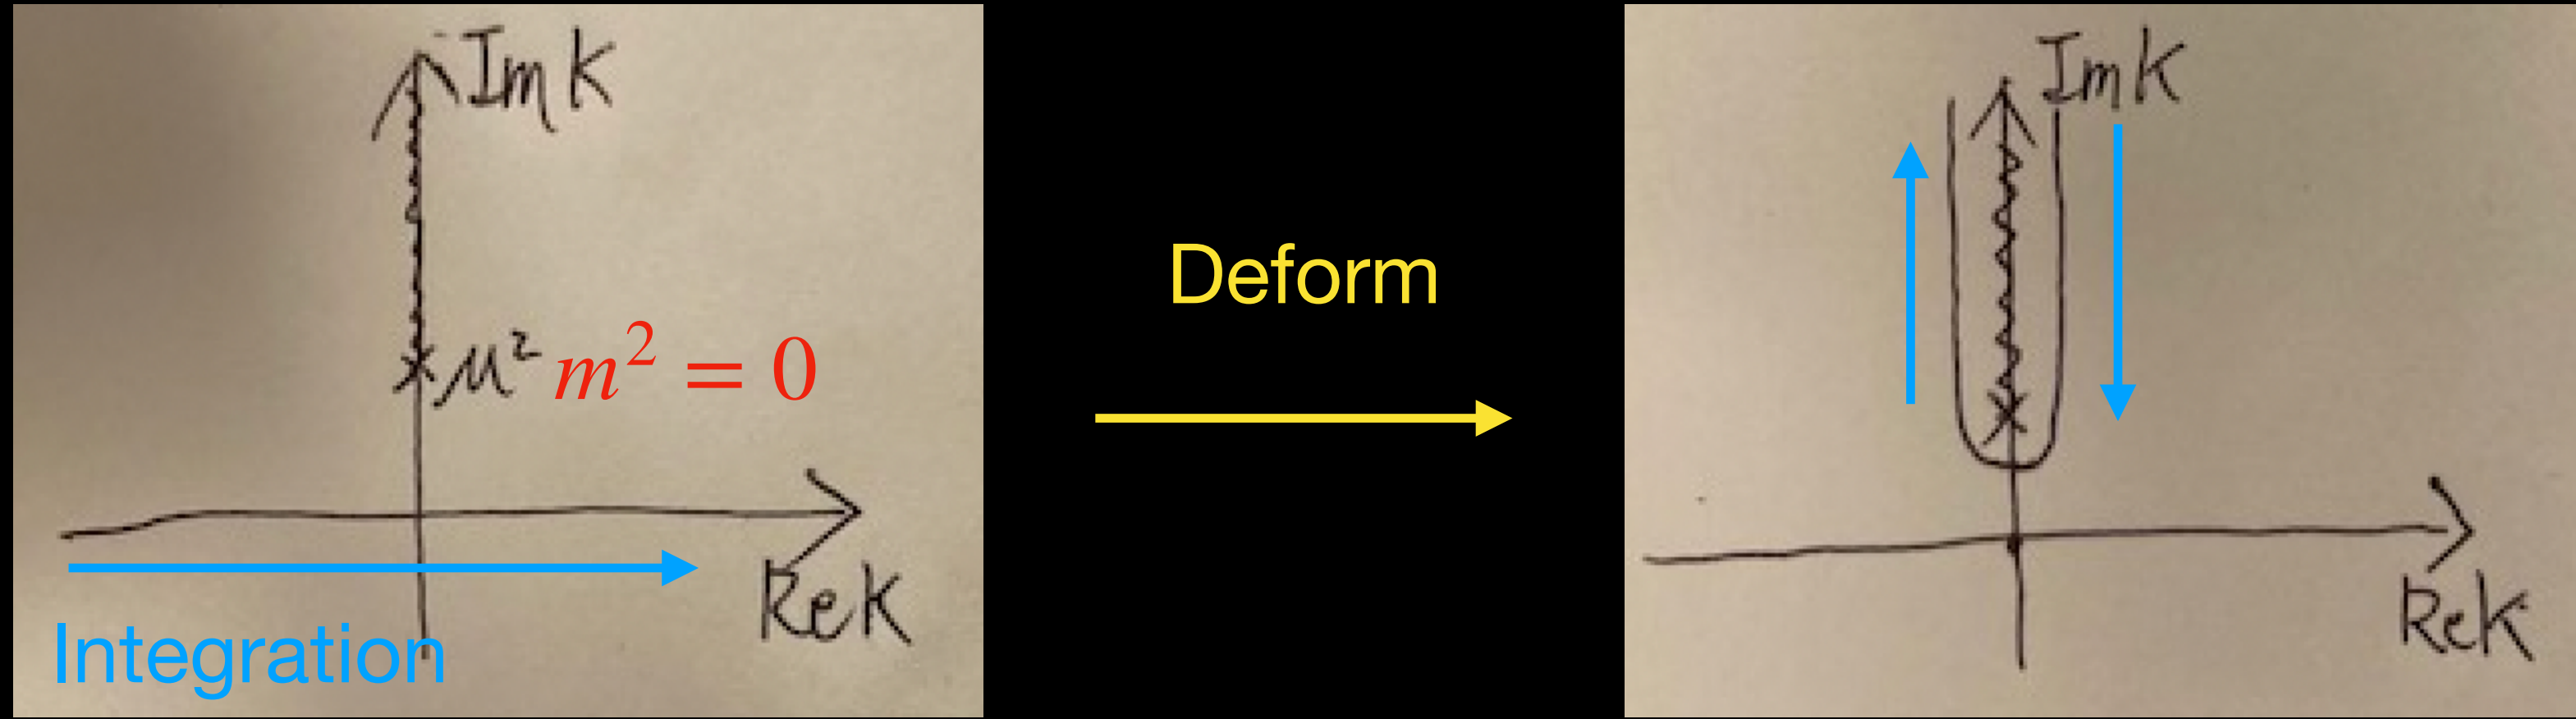 Im K
μ² m² = 0
Re K
Integration
Deform
Im K
Re K